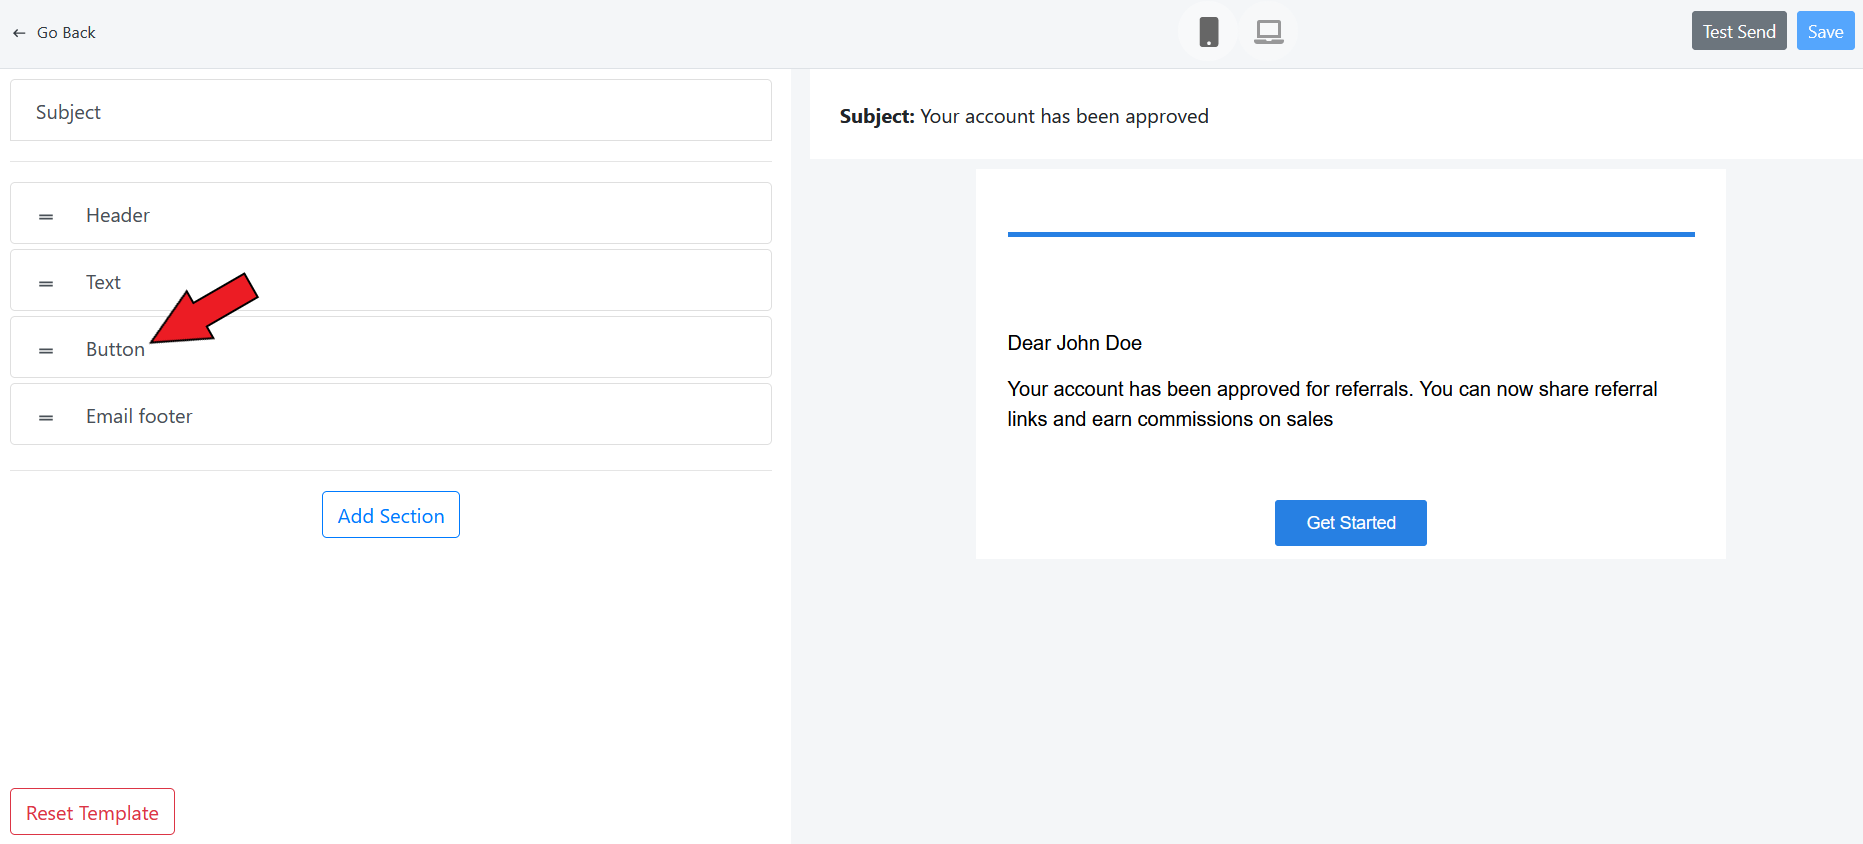 Go Back
Test Send
Save
Subject
Header
Text
Button
Email footer
Add Section
Reset Template
Subject: Your account has been approved
Dear John Doe
Your account has been approved for referrals. You can now share referral
links and earn commissions on sales
Get Started